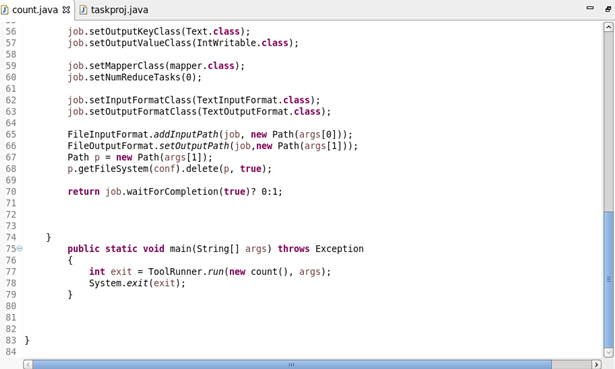 count.java taskproj.java
56 job.setOutputKeyClass(Text.class);
57 job.setOutputValueClass(IntWritable.class);
58
59 job.setMapperClass(mapper.class);
60 job.setNumReduceTasks(0);
61
62 job.setInputFormatClass(TextInputFormat.class);
63 job.setOutputFormatClass(TextOutputFormat.class);
64
65 FileInputFormat.addInputPath(job, new Path(args[0]));
66 FileOutputFormat.setOutputPath(job,new Path(args[1]));
67 Path p = new Path(args[1]);
68 p.getFileSystem(conf).delete(p, true);
69
70 return job.waitForCompletion(true)? 0:1;
71
72
73
74 }
75 public static void main(String[] args) throws Exception
76 {
77 int exit = ToolRunner.run(new count(), args);
78 System.exit(exit);
79 }
80
81
82
83 }
84